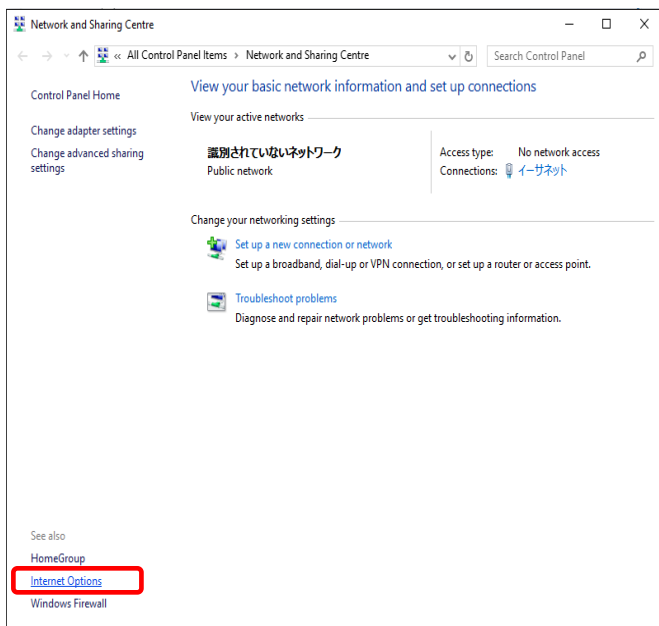 Network and Sharing Centre
« All Control Panel Items > Network and Sharing Centre
Search Control Panel
Control Panel Home
Change adapter settings
Change advanced sharing
settings
View your basic network information and set up connections
View your active networks
識別されていないネットワーク
Public network
Access type: No network access
Connections: イーサネット
Change your networking settings
Set up a new connection or network
Set up a broadband, dial-up or VPN connection, or set up a router or access point.
Troubleshoot problems
Diagnose and repair network problems or get troubleshooting information.
See also
HomeGroup
Internet Options
Windows Firewall